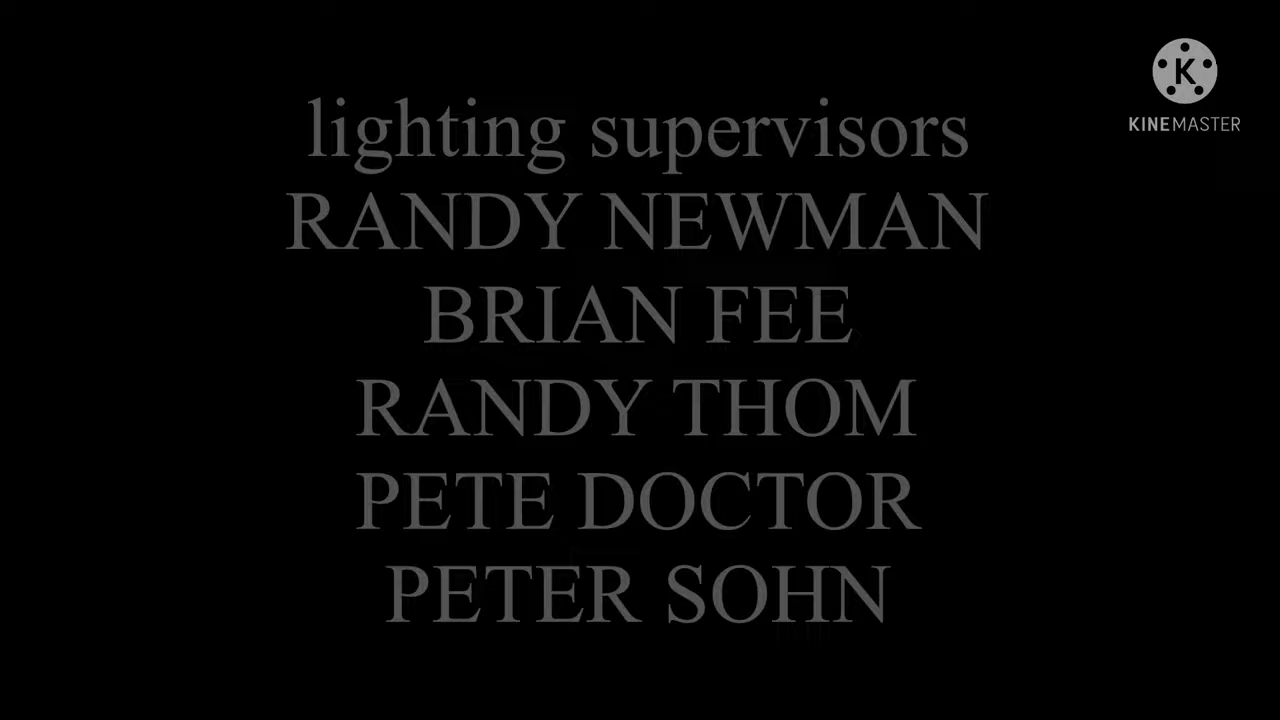 lighting supervisors
RANDY NEWMAN
BRIAN FEE
RANDY THOM
PETE DOCTOR
PETER SOHN
K
KINEMASTER